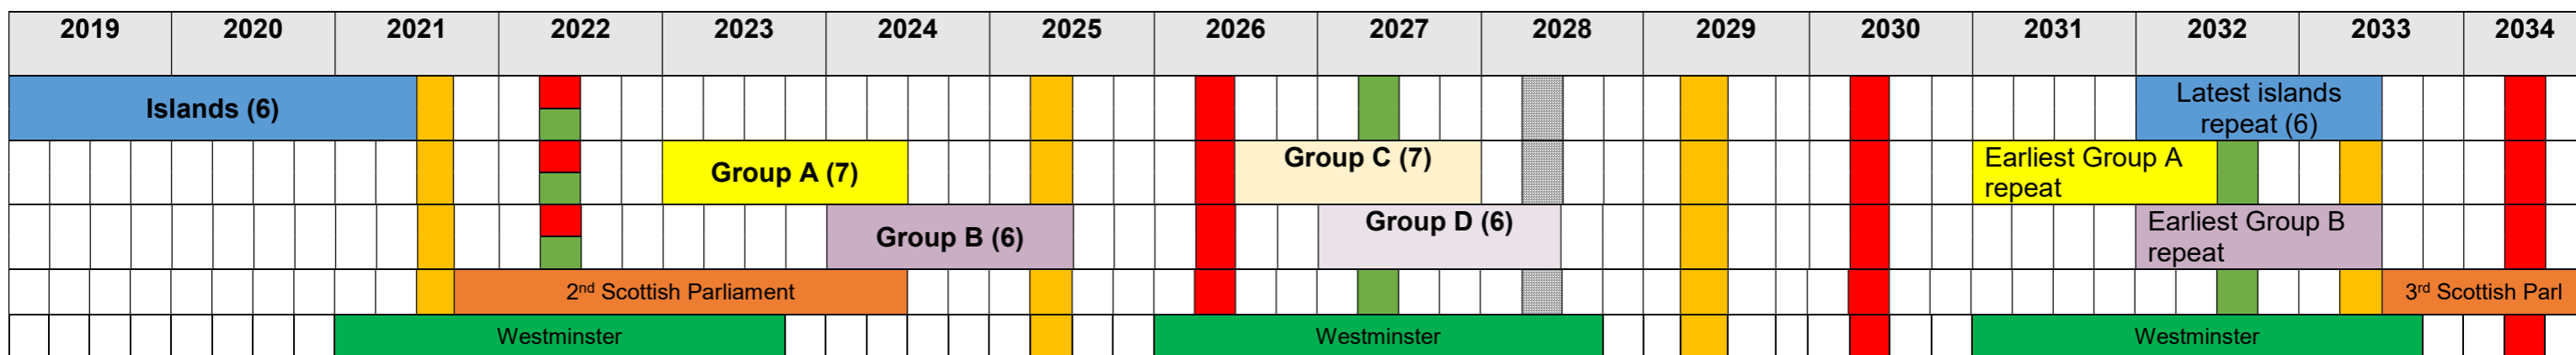 2019 2020 2021 2022 2023 2024 2025 2026 2027 2028 2029 2030 2031 2032 2033 2034
Islands (6)
Latest islands
repeat (6)
Group A (7)
Group C (7)
Earliest Group A
repeat
Group B (6)
Group D (6)
Earliest Group B
repeat
2nd Scottish Parliament
3rd Scottish Parl
Westminster
Westminster
Westminster